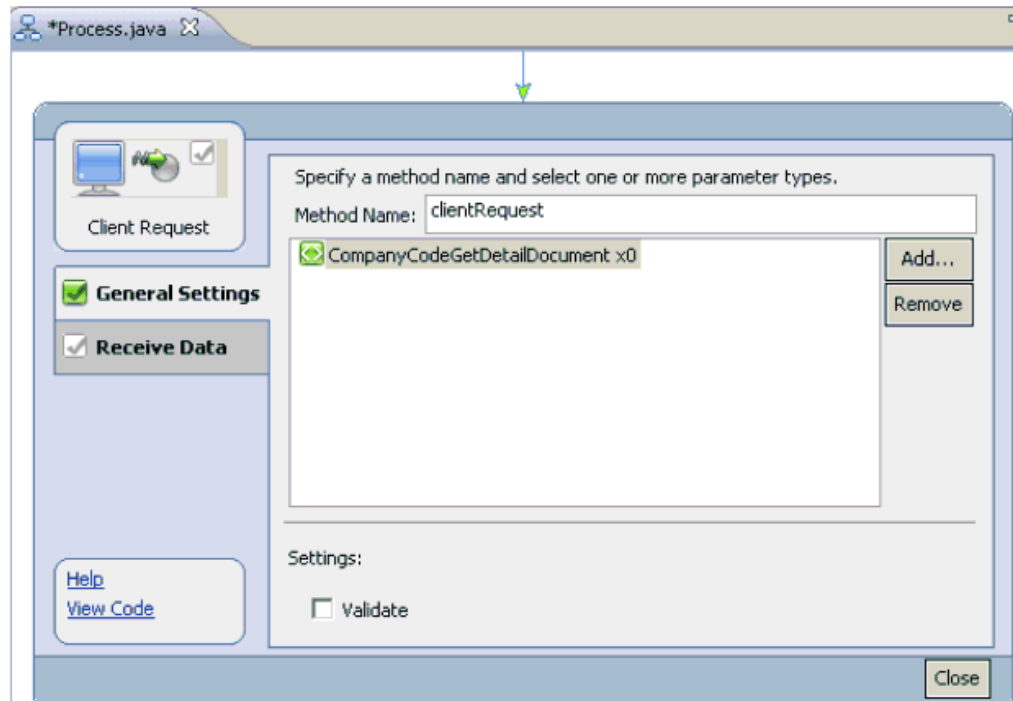 *Process.java
Client Request
General Settings
Receive Data
Help
View Code
Specify a method name and select one or more parameter types.
Method Name: clientRequest
CompanyCodeGetDetailDocument x0
Add...
Remove
Settings:
Validate
Close